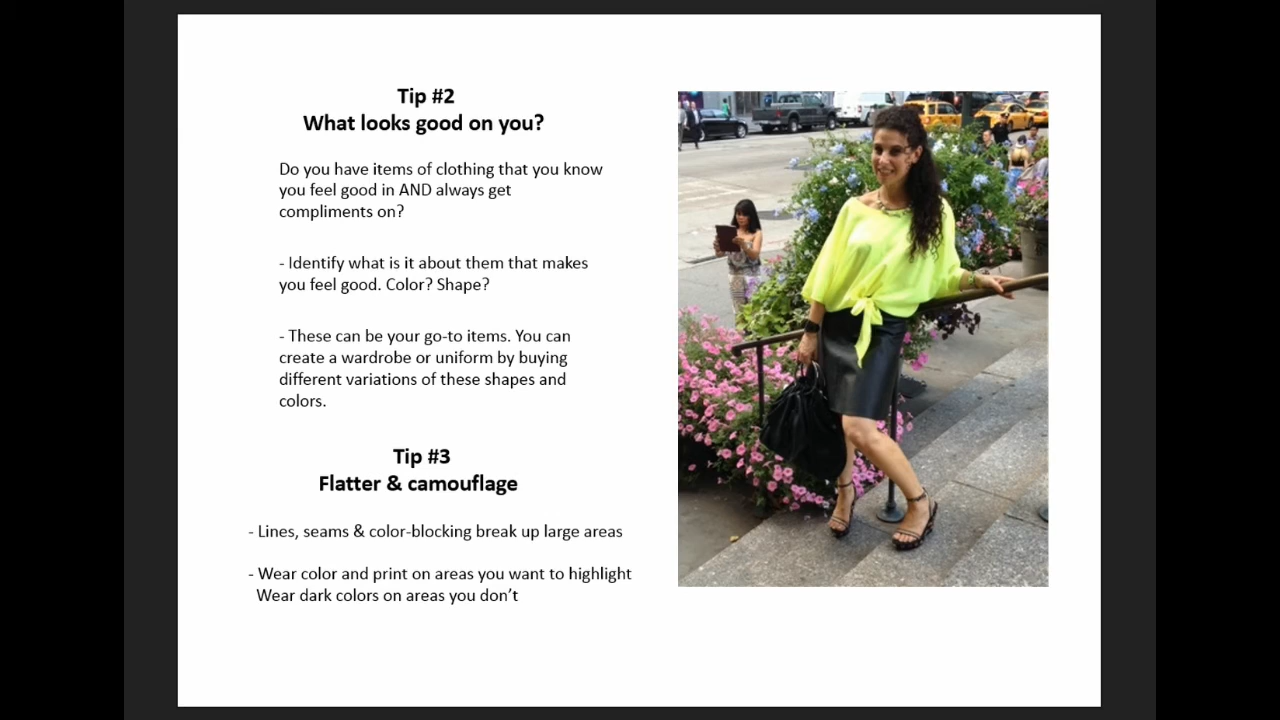 Tip #2
What looks good on you?
Do you have items of clothing that you know
you feel good in AND always get
compliments on?
- Identify what is it about them that makes
you feel good. Color? Shape?
- These can be your go-to items. You can
create a wardrobe or uniform by buying
different variations of these shapes and
colors.
Tip #3
Flatter & camouflage
- Lines, seams & color-blocking break up large areas
- Wear color and print on areas you want to highlight
Wear dark colors on areas you don’t